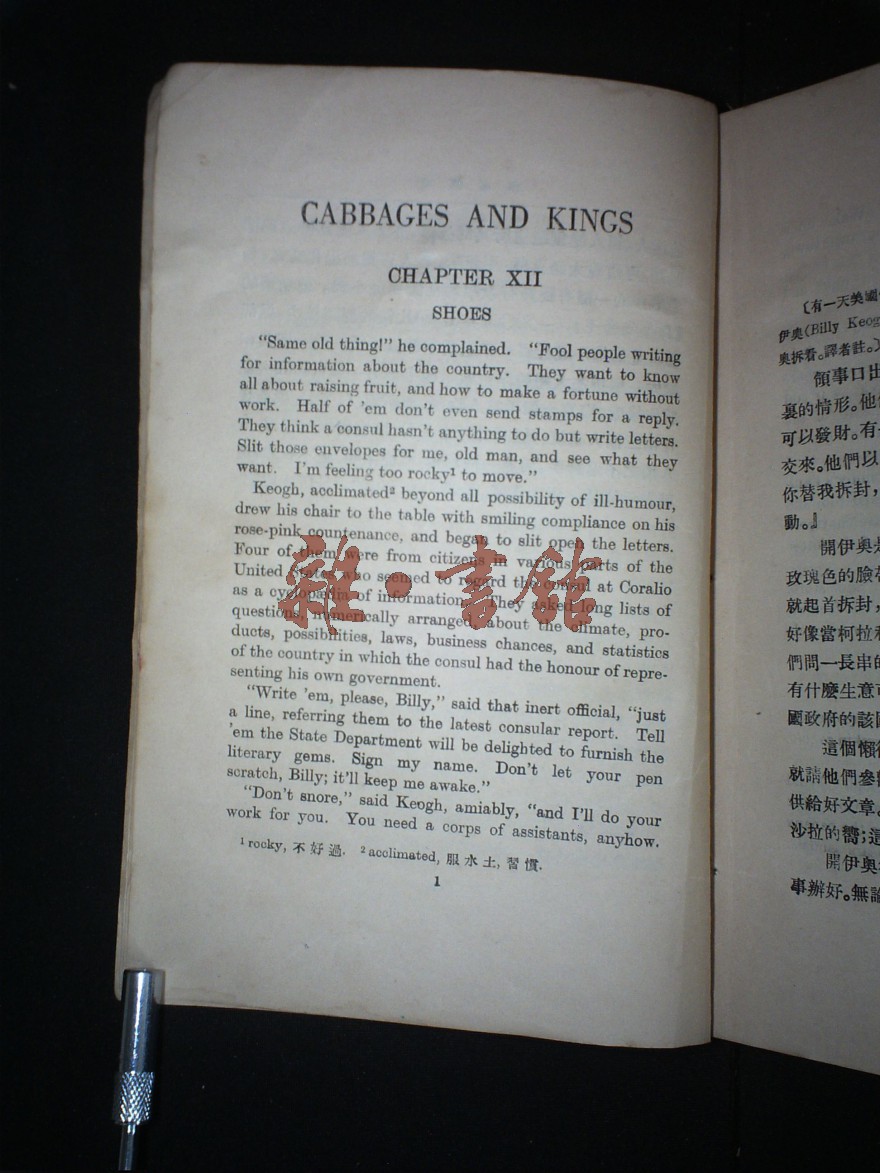 CABBAGES AND KINGS
CHAPTER XII
SHOES
"Same old thing!" he complained. "Fool people writing
for information about the country. They want to know
all about raising fruit, and how to make a fortune without
work. Half of 'em don't even send stamps for a reply.
They think a consul hasn't anything to do but write letters.
Slit those envelopes for me, old man, and see what they
want. I'm feeling too rocky¹ to move."
Keogh, acclimated² beyond all possibility of ill-humour,
drew his chair to the table with smiling compliance on his
rose-pink countenance, and began to slit open the letters.
Four of them were from citizens in various parts of the
United States who seemed to regard the consul at Coralio
as a cyclopædia of information. They asked long lists of
questions, numerically arranged, about the climate, pro-
ducts, possibilities, laws, business chances, and statistics
of the country in which the consul had the honour of repre-
senting his own government.
"Write 'em, please, Billy," said that inert official, "just
a line, referring them to the latest consular report. Tell
'em the State Department will be delighted to furnish the
literary gems. Sign my name. Don't let your pen
scratch, Billy; it'll keep me awake."
"Don't snore," said Keogh, amiably, "and I'll do your
work for you. You need a corps of assistants, anyhow.
¹ rocky, 不好過. ² acclimated, 服水土, 習慣.
1
雜·書館
〔有一天美國
伊奧(Billy Keog
奧拆看。譯者註。〕
領事口出
裏的情形。他
可以發財。有
交來。他們以
你替我拆封,
動。』
開伊奧是
玫瑰色的臉
就起首拆封,
好像當柯拉
們問一長串的
有什麼生意可
國政府的該
這個懶
就請他們參
供給好文章。
沙拉的嚮;這
開伊奧
事辦好。無論